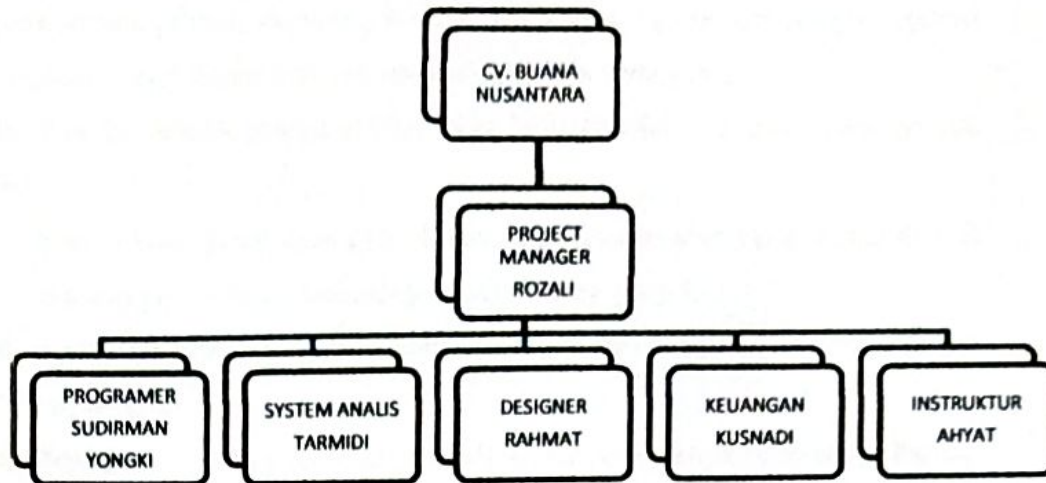 CV. BUANA
NUSANTARA
PROJECT
MANAGER
ROZALI
PROGRAMER
SUDIRMAN
YONGKI
SYSTEM ANALIS
TARMIDI
DESIGNER
RAHMAT
KEUANGAN
KUSNADI
INSTRUKTUR
AHYAT